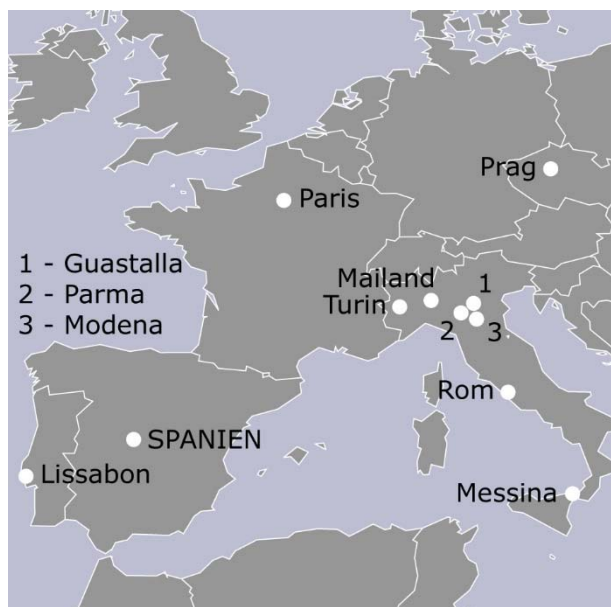 Prag
Paris
1 - Guastalla
2 - Parma
3 - Modena
Mailand
1
Turin
2
3
Rom
SPANIEN
Lissabon
Messina